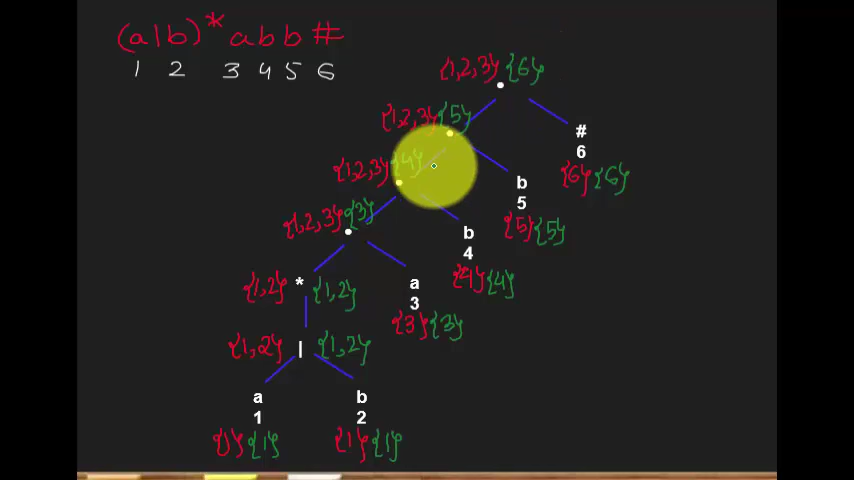 (a|b)*abb#
1 2 3 4 5 6
{1,2,3} {6}
{1,2,3} {5}
#
6
{6} {6}
{1,2,3} {4}
b
5
{5} {5}
{1,2,3} {3}
b
4
{4} {4}
{1,2} * {1,2}
a
3
{3} {3}
{1,2} | {1,2}
a b
1 2
{1} {1} {1} {1}